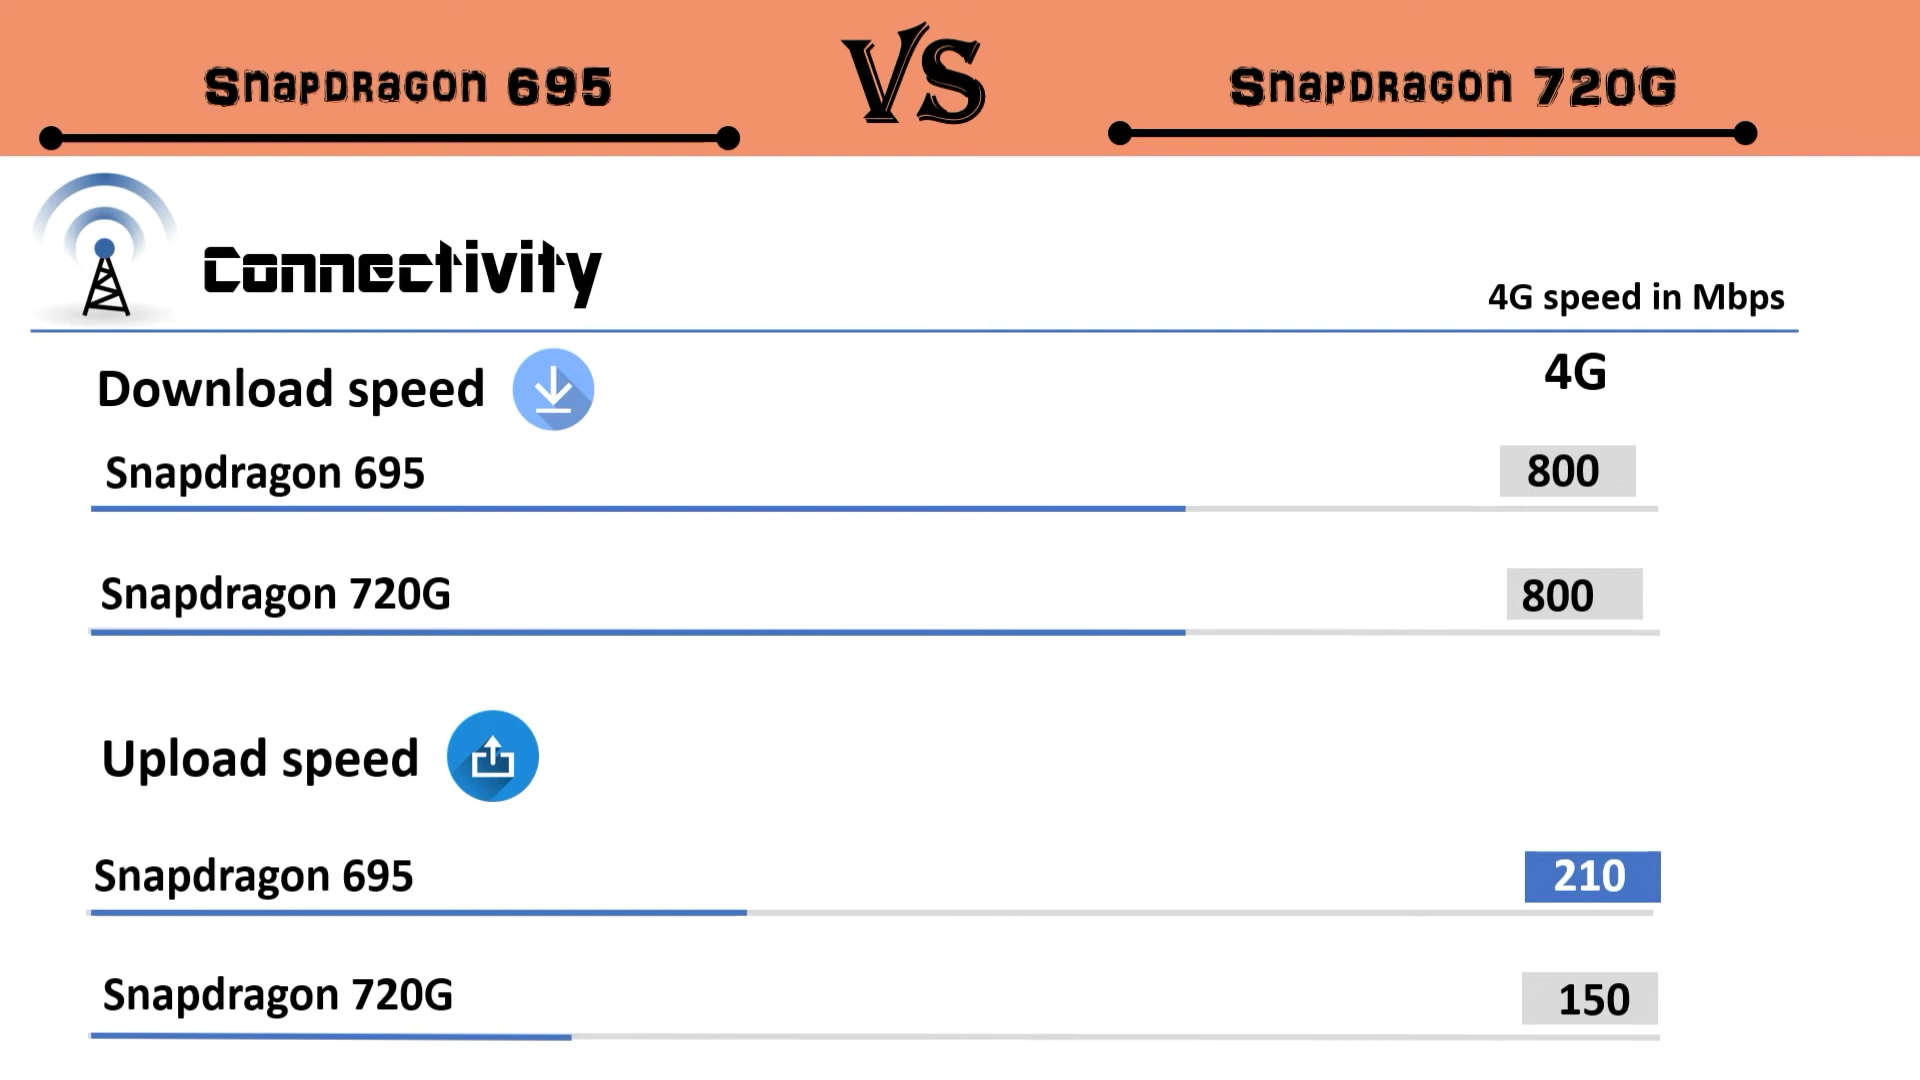 Snapdragon 695
VS
Snapdragon 720G
Connectivity
4G speed in Mbps
Download speed
4G
Snapdragon 695
800
Snapdragon 720G
800
Upload speed
Snapdragon 695
210
Snapdragon 720G
150